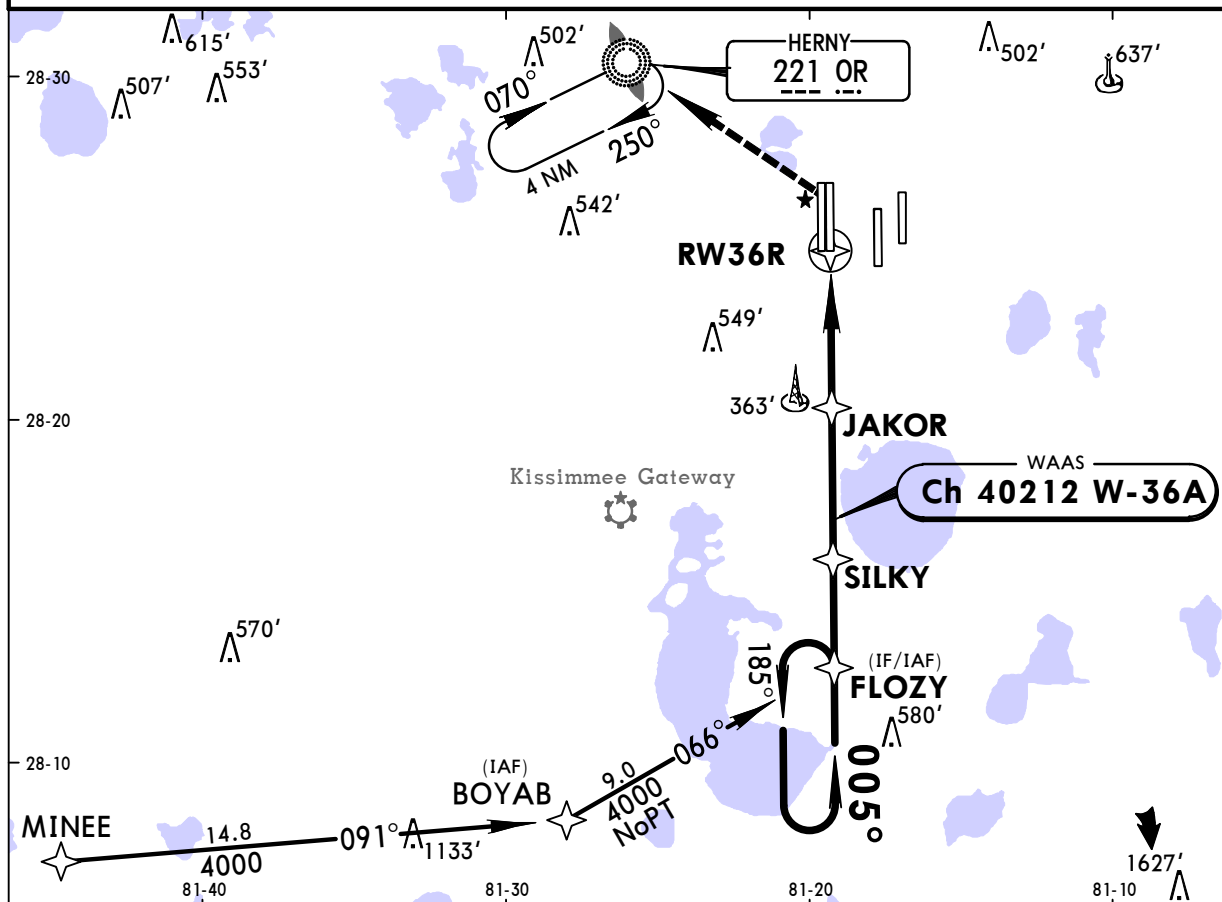 615'
502'
HERNY
221 OR
502'
637'
28-30
507'
553'
070°
250°
4 NM
542'
RW36R
549'
363'
28-20
JAKOR
WAAS
Ch 40212 W-36A
Kissimmee Gateway
SILKY
570'
185°
(IF/IAF)
FLOZY
580'
28-10
(IAF)
BOYAB
9.0
4000
NoPT
066°
005°
MINEE
14.8
4000
091°
1133'
1627'
81-40
81-30
81-20
81-10